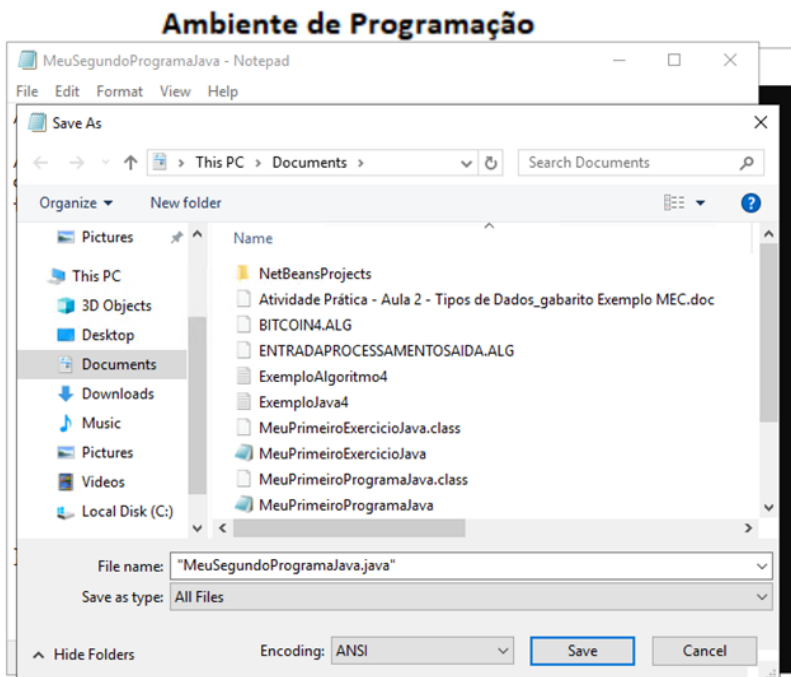 Ambiente de Programação
MeuSegundoProgramaJava - Notepad
File Edit Format View Help
Save As
This PC > Documents >
Search Documents
Organize
New folder
Name
Pictures
This PC
3D Objects
Desktop
Documents
Downloads
Music
Pictures
Videos
Local Disk (C:)
NetBeansProjects
Atividade Prática - Aula 2 - Tipos de Dados_gabarito Exemplo MEC.doc
BITCOIN4.ALG
ENTRADAPROCESSAMENTOSAIDA.ALG
ExemploAlgoritmo4
ExemploJava4
MeuPrimeiroExercicioJava.class
MeuPrimeiroExercicioJava
MeuPrimeiroProgramaJava.class
MeuPrimeiroProgramaJava
File name: "MeuSegundoProgramaJava.java"
Save as type: All Files
Hide Folders
Encoding: ANSI
Save
Cancel